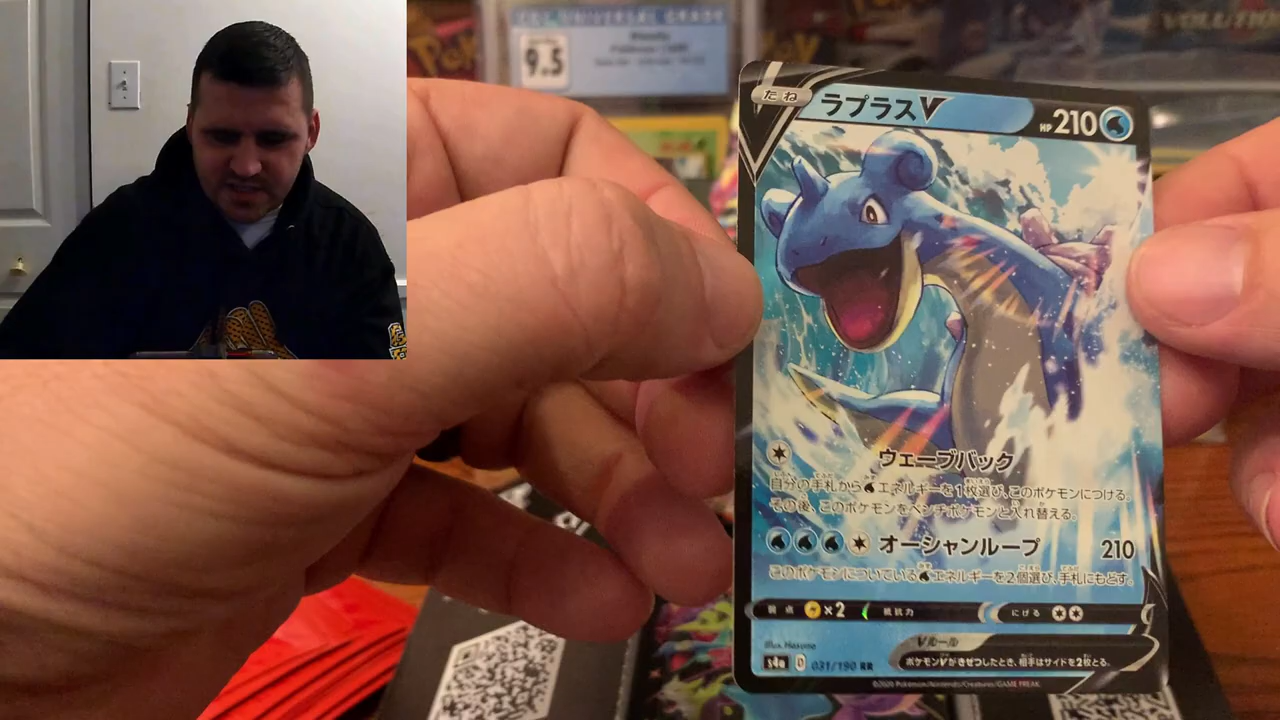 9.5
EVOLUTION
たね
ラプラスV
HP 210
ウェーブバック
自分の手札から エネルギーを1枚選び、このポケモンにつける。
その後、このポケモンをベンチポケモンと入れ替える。
オーシャンループ 210
このポケモンについている エネルギーを2個選び、手札にもどす。
弱点 ×2 抵抗力 にげる
Illus. Hasuno
Vルール
ポケモンVがきぜつしたとき、相手はサイドを2枚とる。
s4a D 031/190 RR
©2020 Pokémon/Nintendo/Creatures/GAME FREAK.